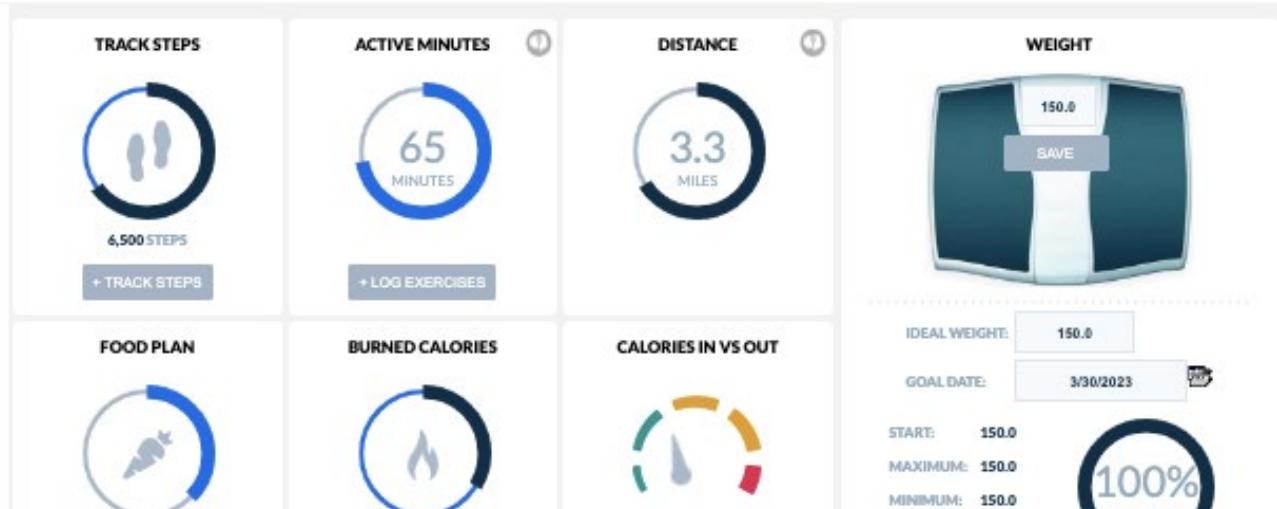 TRACK STEPS
6,500 STEPS
+ TRACK STEPS
ACTIVE MINUTES
65
MINUTES
+ LOG EXERCISES
DISTANCE
3.3
MILES
WEIGHT
150.0
SAVE
IDEAL WEIGHT: 150.0
GOAL DATE: 3/30/2023
START: 150.0
MAXIMUM: 150.0
MINIMUM: 150.0
100%
FOOD PLAN
BURNED CALORIES
CALORIES IN VS OUT